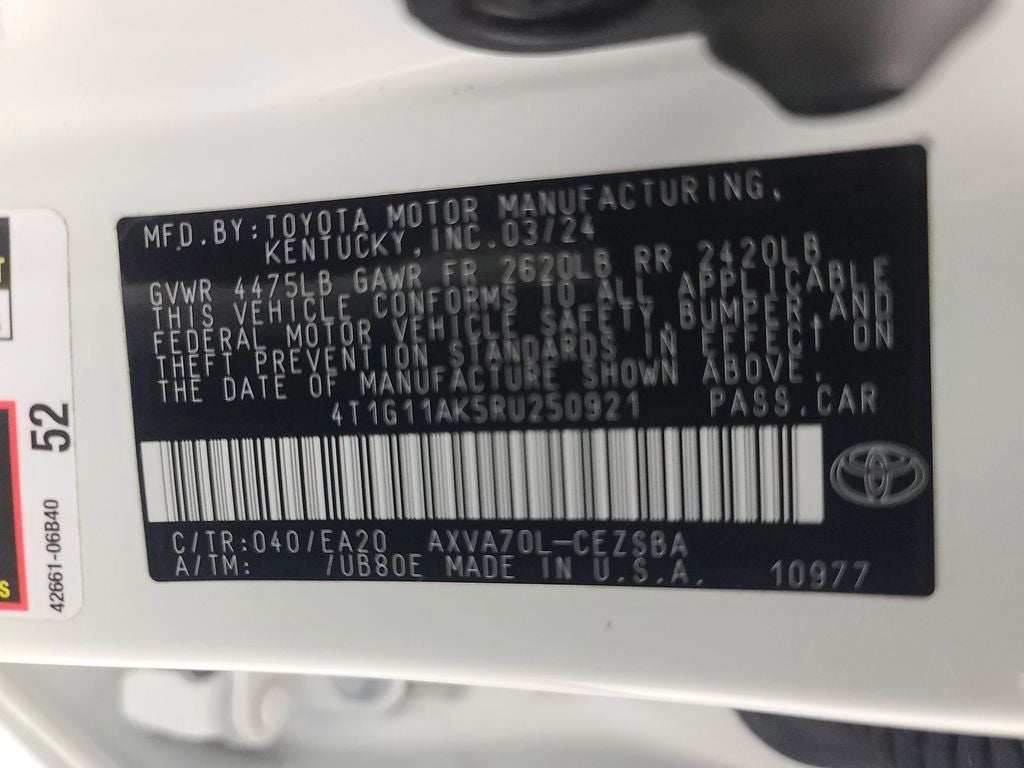 MFD.BY:TOYOTA MOTOR MANUFACTURING,
KENTUCKY,INC.03/24
GVWR 4475LB GAWR FR 2620LB RR 2420LB
THIS VEHICLE CONFORMS TO ALL APPLICABLE
FEDERAL MOTOR VEHICLE SAFETY,BUMPER,AND
THEFT PREVENTION STANDARDS IN EFFECT ON
THE DATE OF MANUFACTURE SHOWN ABOVE.
4T1G11AK5RU250921 PASS.CAR
C/TR:040/EA20 AXVA70L-CEZSBA
A/TM: /UB80E MADE IN U.S.A. 10977
52
42661-06B40